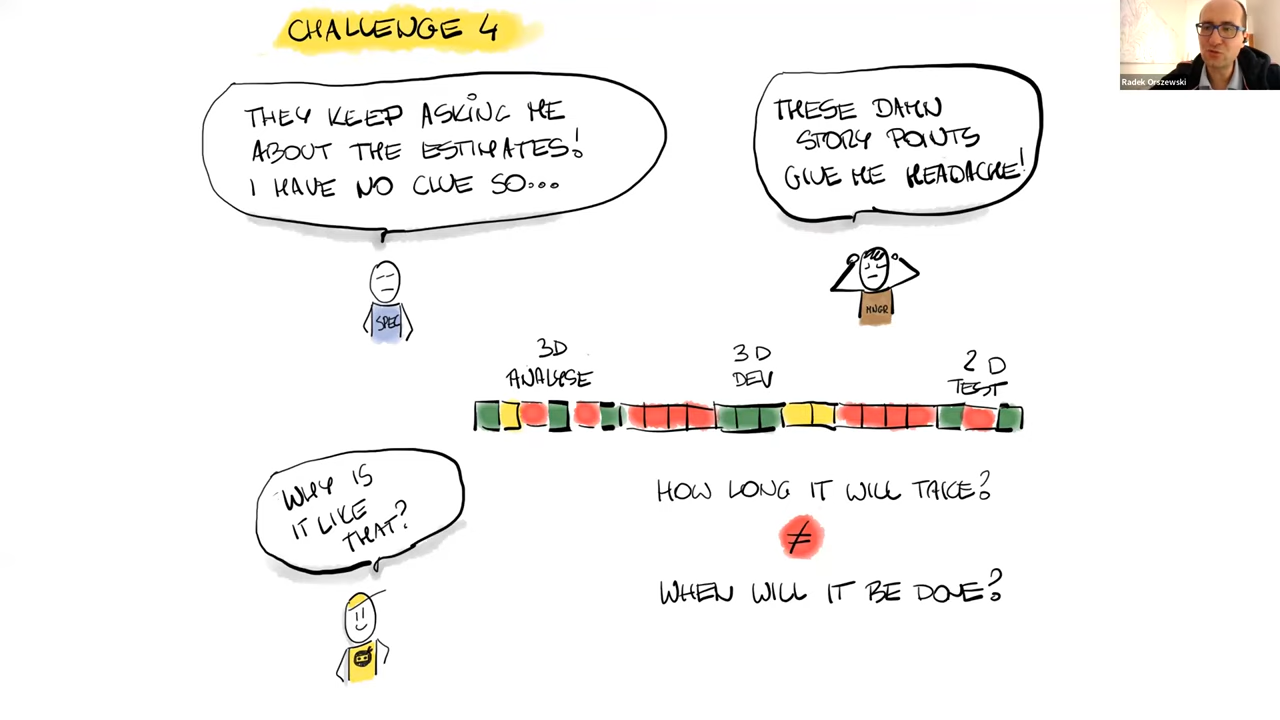 CHALLENGE 4
Radek Orszewski
THEY KEEP ASKING ME
ABOUT THE ESTIMATES!
I HAVE NO CLUE SO...
THESE DAMN
STORY POINTS
GIVE ME HEADACHE!
SPEC
MNGR
3D
ANALYSE
3D
DEV
2D
TEST
WHY IS
IT LIKE
THAT?
HOW LONG IT WILL TAKE?
≠
WHEN WILL IT BE DONE?